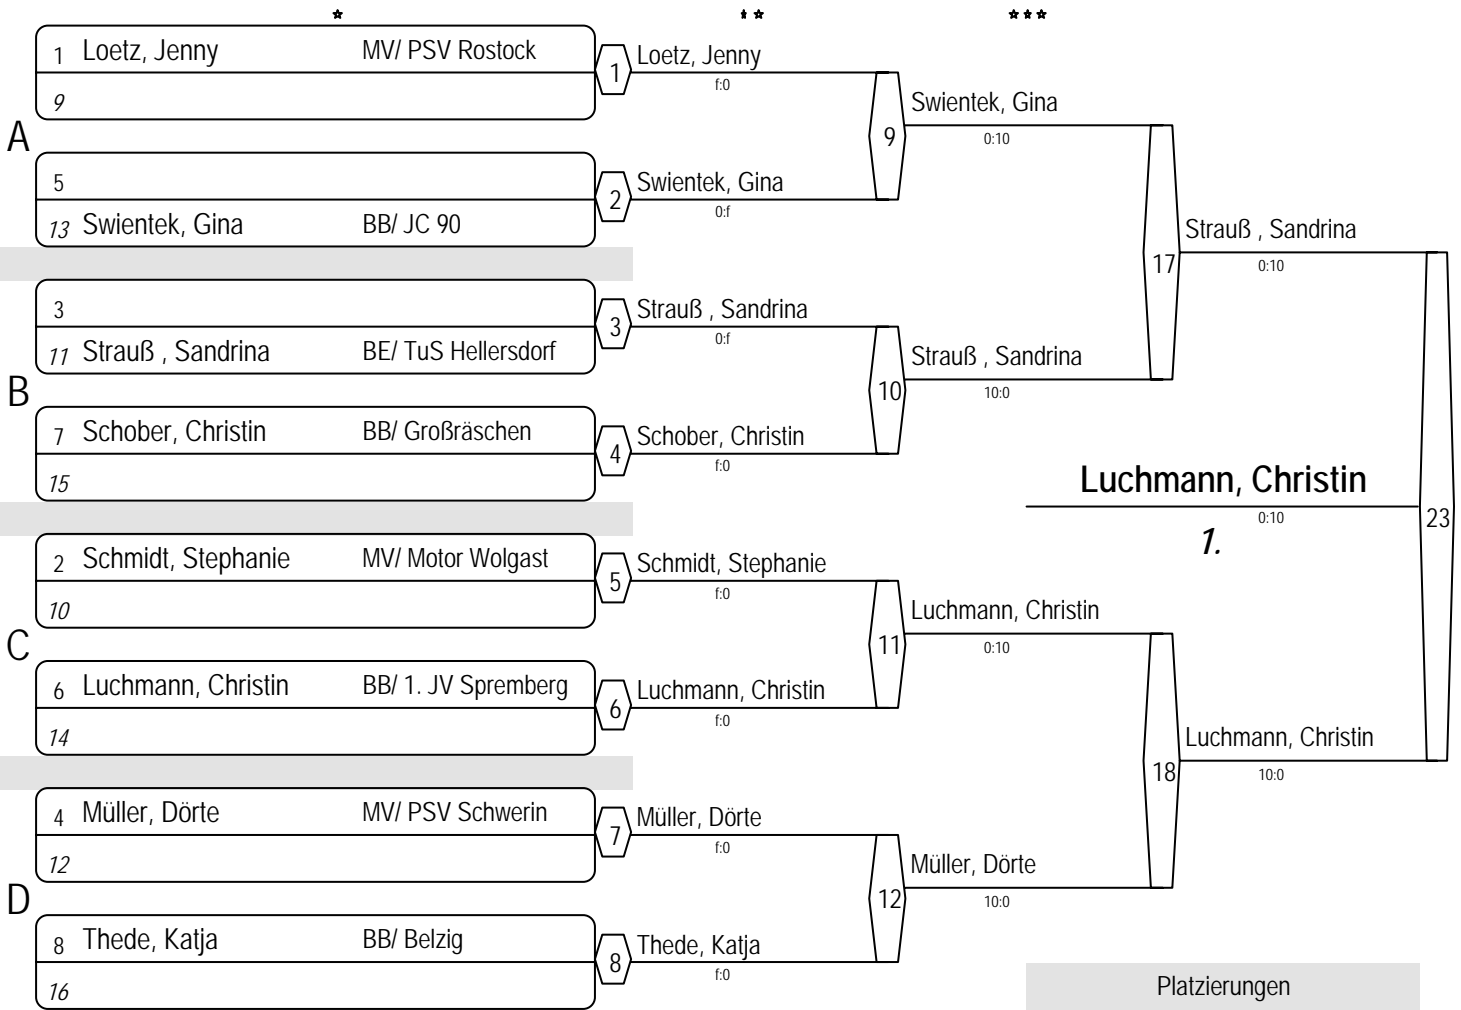 1 Loetz, Jenny MV/ PSV Rostock
9
A
5
13 Swientek, Gina BB/ JC 90
3
11 Strauß , Sandrina BE/ TuS Hellersdorf
B
7 Schober, Christin BB/ Großräschen
15
2 Schmidt, Stephanie MV/ Motor Wolgast
10
C
6 Luchmann, Christin BB/ 1. JV Spremberg
14
4 Müller, Dörte MV/ PSV Schwerin
12
D
8 Thede, Katja BB/ Belzig
16
1 Loetz, Jenny
f:0
2 Swientek, Gina
0:f
3 Strauß , Sandrina
0:f
4 Schober, Christin
f:0
5 Schmidt, Stephanie
f:0
6 Luchmann, Christin
f:0
7 Müller, Dörte
f:0
8 Thede, Katja
f:0
9 Swientek, Gina
0:10
10 Strauß , Sandrina
10:0
11 Luchmann, Christin
0:10
12 Müller, Dörte
10:0
17 Strauß , Sandrina
0:10
18 Luchmann, Christin
10:0
Luchmann, Christin
0:10
23
1.
Platzierungen